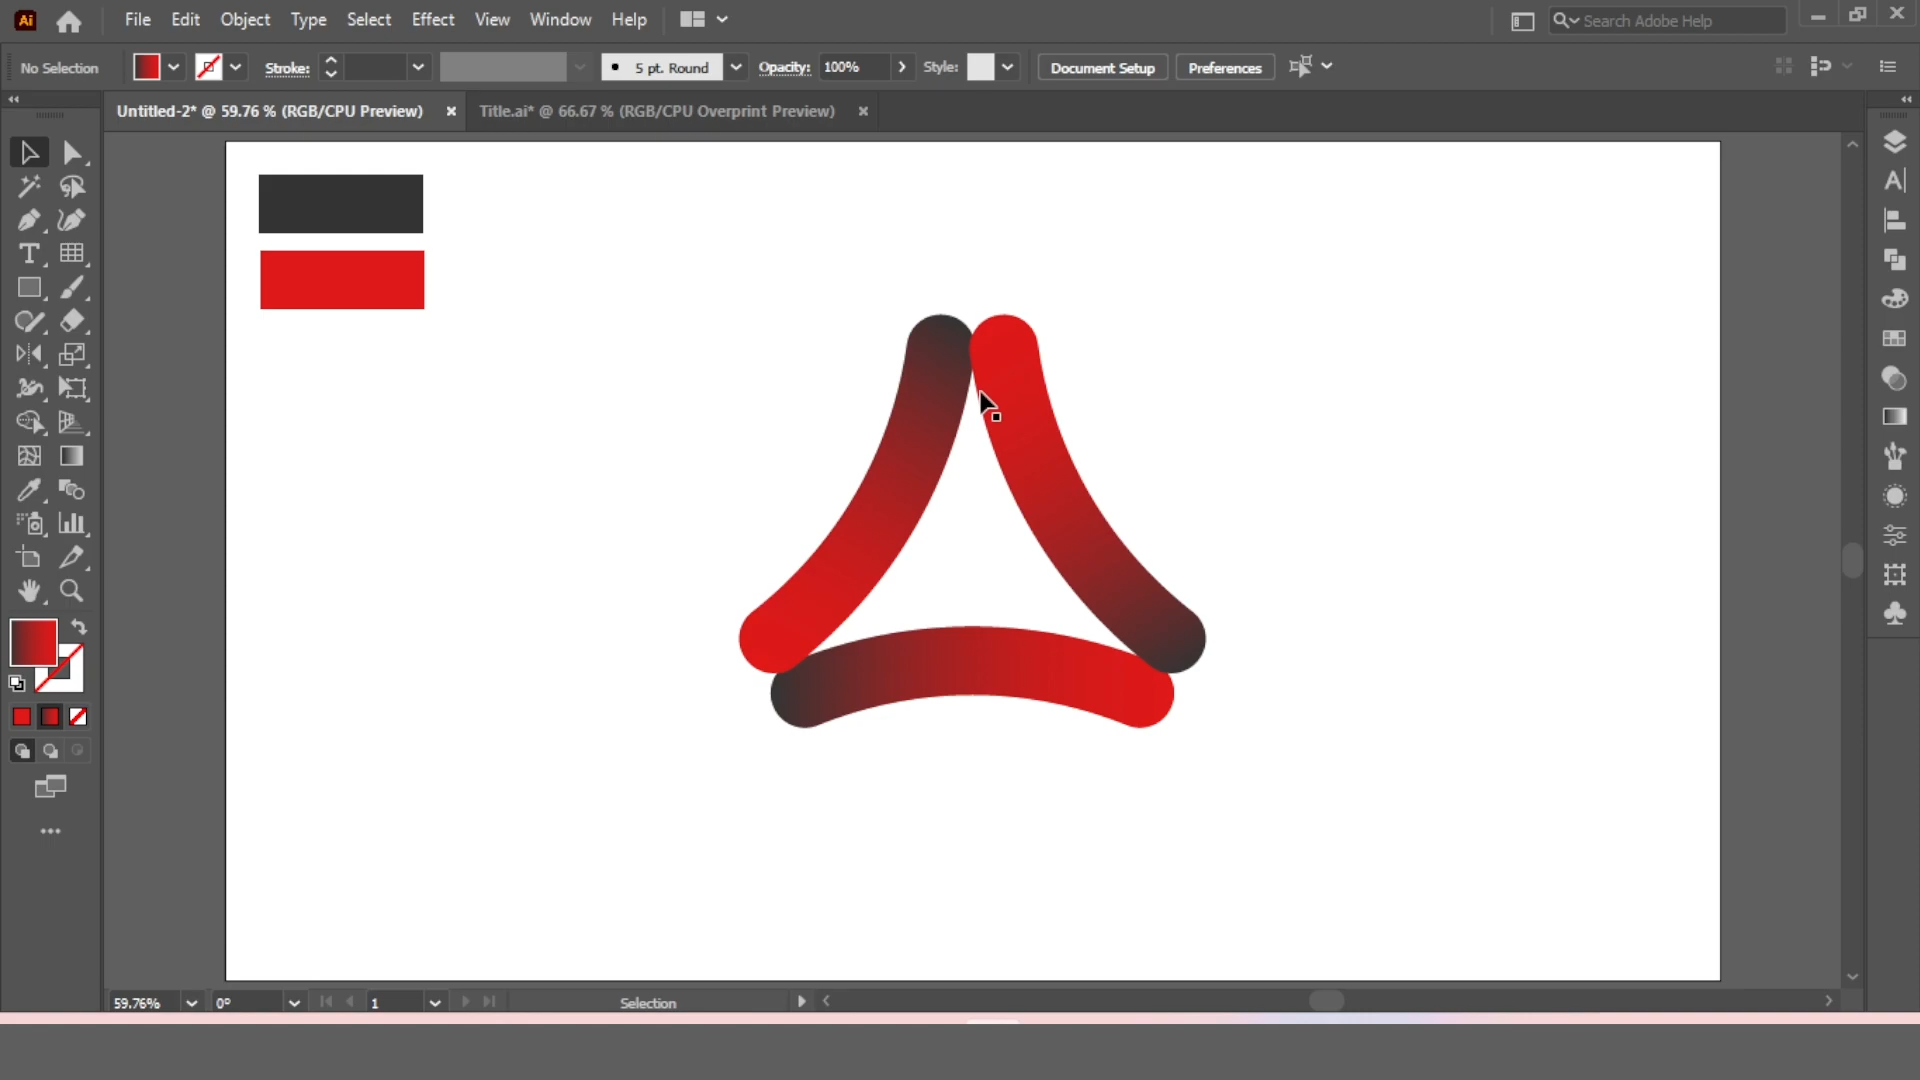 Ai File Edit Object Type Select Effect View Window Help Search Adobe Help
No Selection Stroke: 5 pt. Round Opacity: 100% Style: Document Setup Preferences
Untitled-2* @ 59.76 % (RGB/CPU Preview) Title.ai* @ 66.67 % (RGB/CPU Overprint Preview)
59.76% 0° 1 Selection